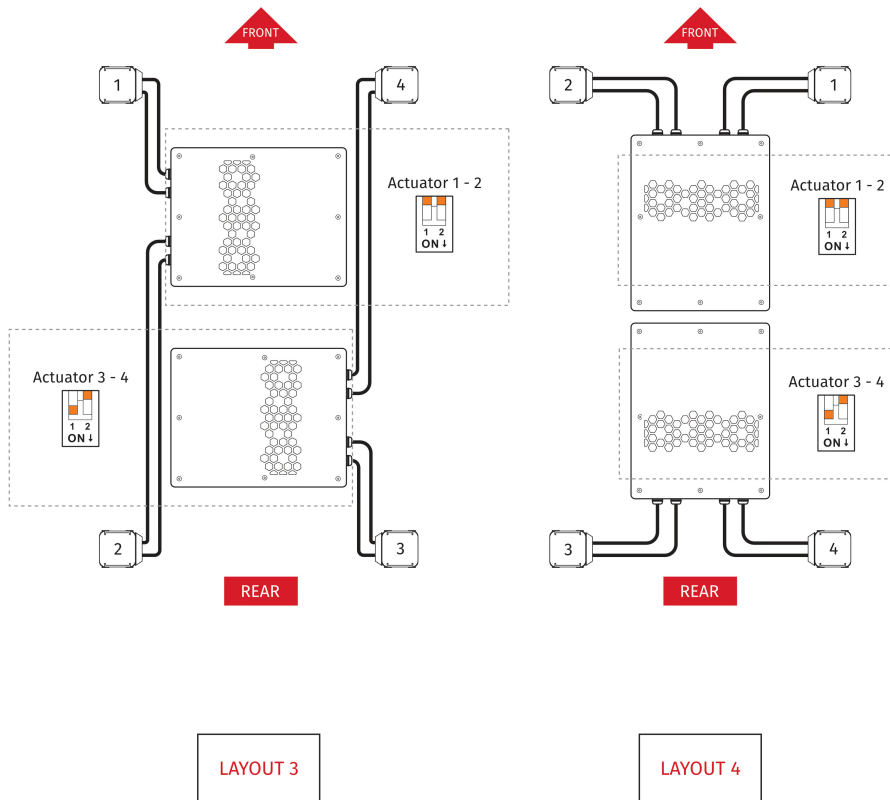 FRONT
1
4
Actuator 1 - 2
1 2
ON ↓
Actuator 3 - 4
1 2
ON ↓
2
3
REAR
LAYOUT 3
FRONT
2
1
Actuator 1 - 2
1 2
ON ↓
Actuator 3 - 4
1 2
ON ↓
3
4
REAR
LAYOUT 4